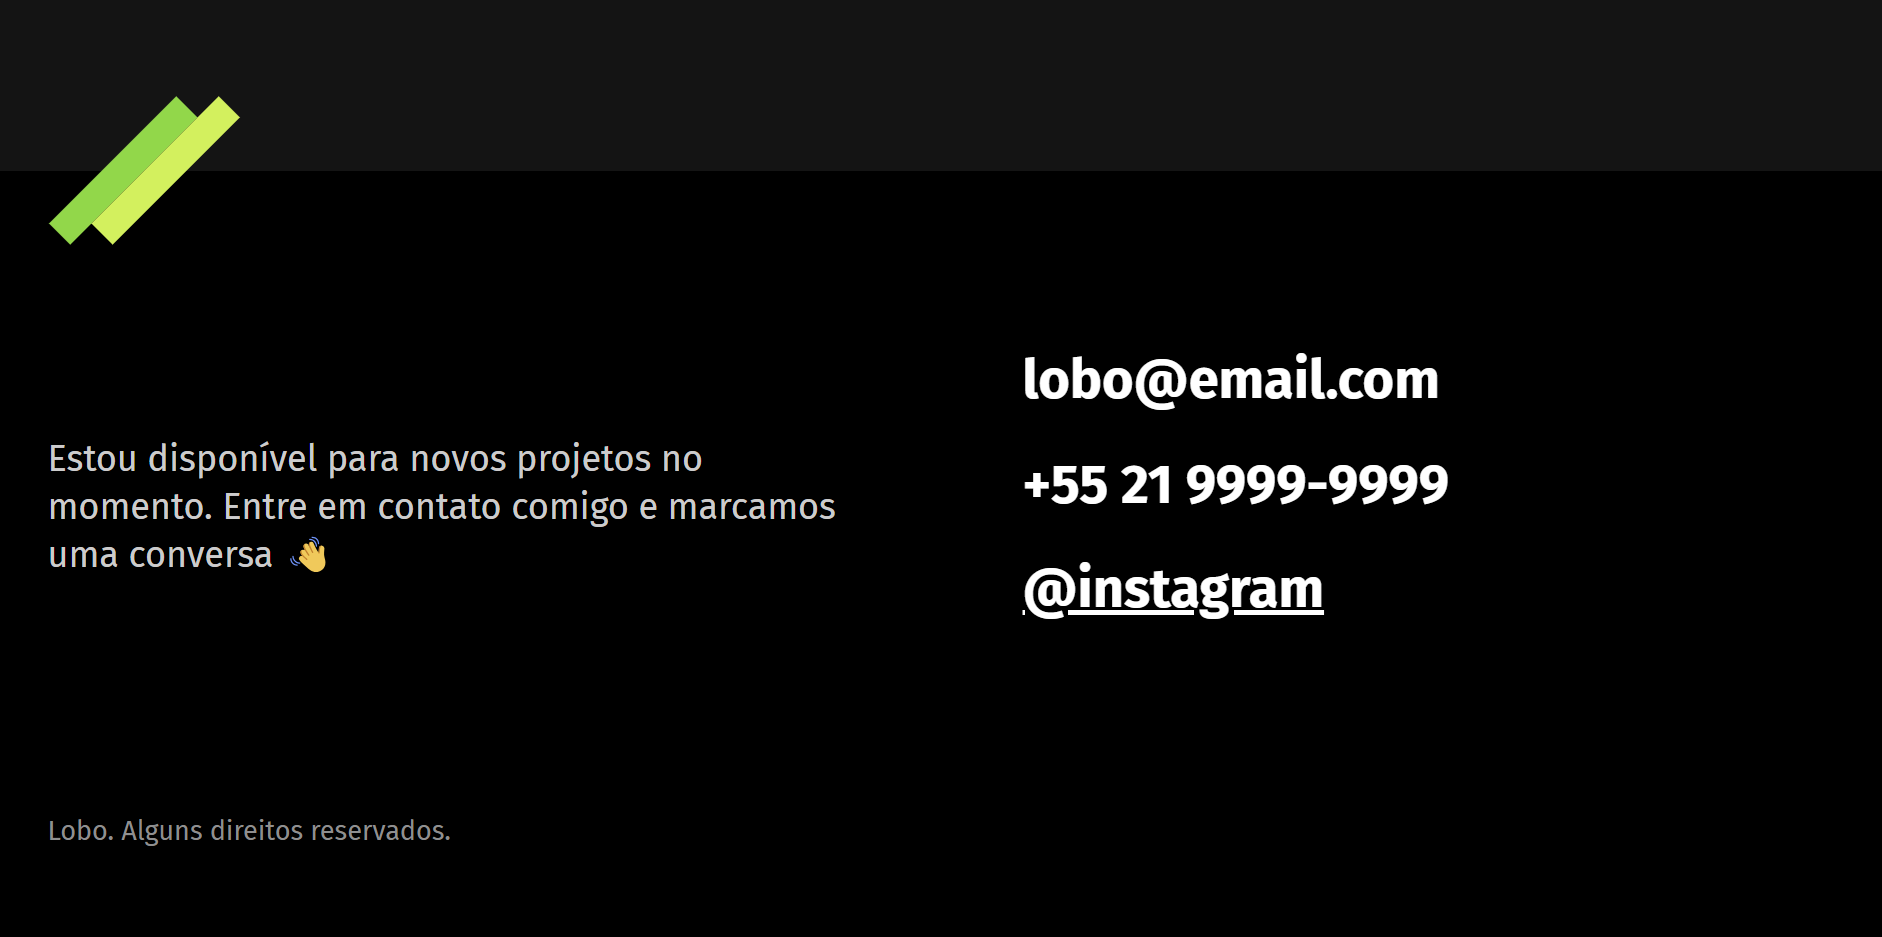 Estou disponível para novos projetos no
momento. Entre em contato comigo e marcamos
uma conversa 👋
lobo@email.com
+55 21 9999-9999
@instagram
Lobo. Alguns direitos reservados.